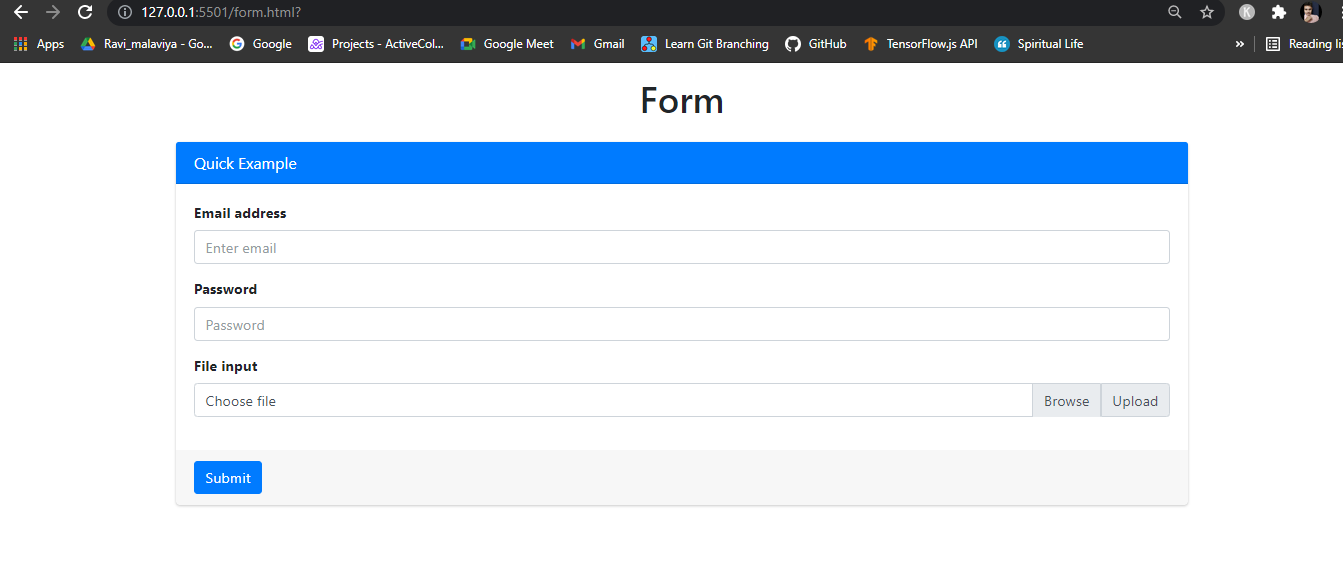 127.0.0.1:5501/form.html?
Apps Ravi_malaviya - Go... Google Projects - ActiveCol... Google Meet Gmail Learn Git Branching GitHub TensorFlow.js API Spiritual Life » Reading lis
K
Form
Quick Example
Email address
Enter email
Password
Password
File input
Choose file Browse Upload
Submit